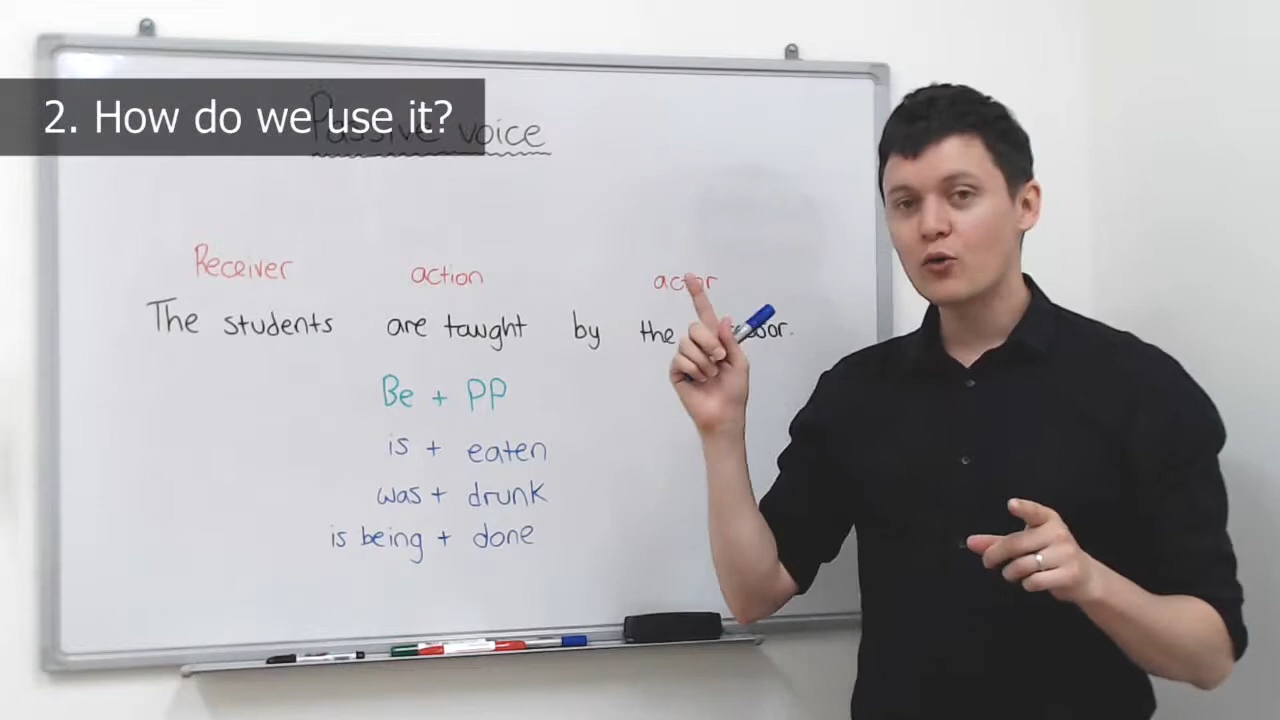 2. How do we use it?
Passive voice
Receiver action actor
The students are taught by the
Be + PP
is + eaten
was + drunk
is being + done